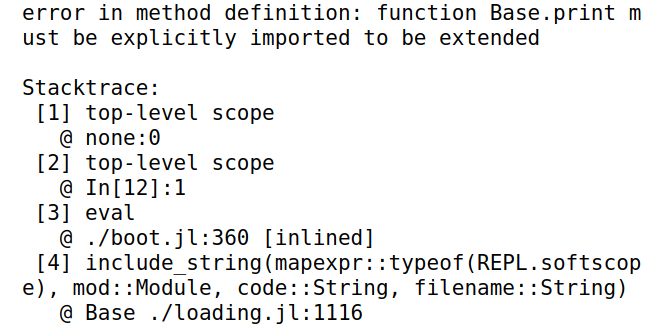 error in method definition: function Base.print m
ust be explicitly imported to be extended

Stacktrace:
 [1] top-level scope
   @ none:0
 [2] top-level scope
   @ In[12]:1
 [3] eval
   @ ./boot.jl:360 [inlined]
 [4] include_string(mapexpr::typeof(REPL.softscop
e), mod::Module, code::String, filename::String)
   @ Base ./loading.jl:1116